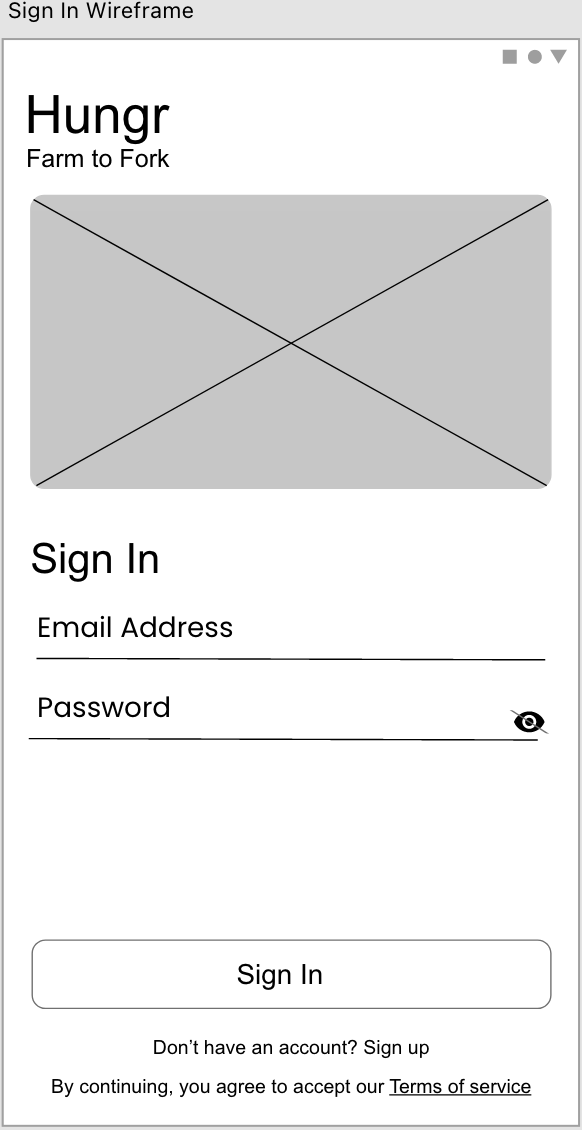 Sign In Wireframe
Hungr
Farm to Fork
Sign In
Email Address
Password
Sign In
Don’t have an account? Sign up
By continuing, you agree to accept our Terms of service